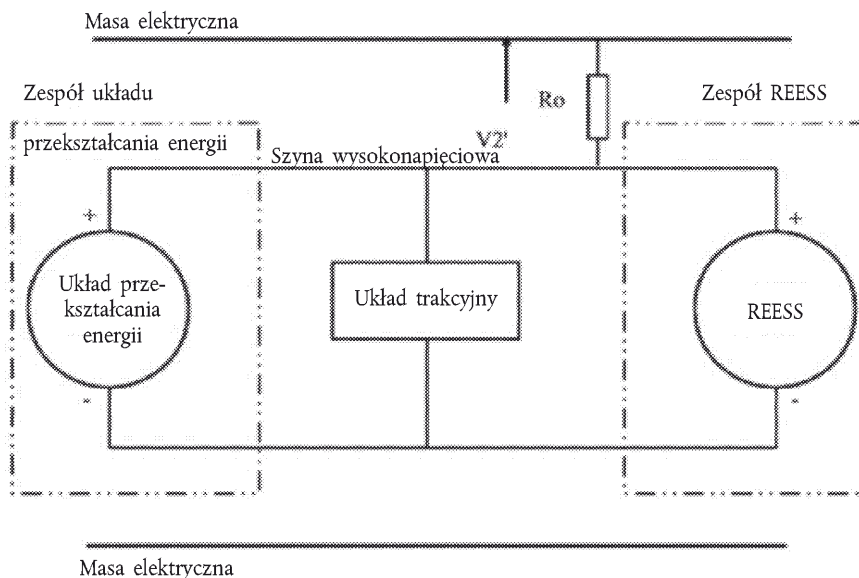 Masa elektryczna
Zespół układu
przekształcania energii
Ro
Zespół REESS
V2'
Szyna wysokonapięciowa
+
+
Układ prze-
kształcania
energii
Układ trakcyjny
REESS
-
-
Masa elektryczna